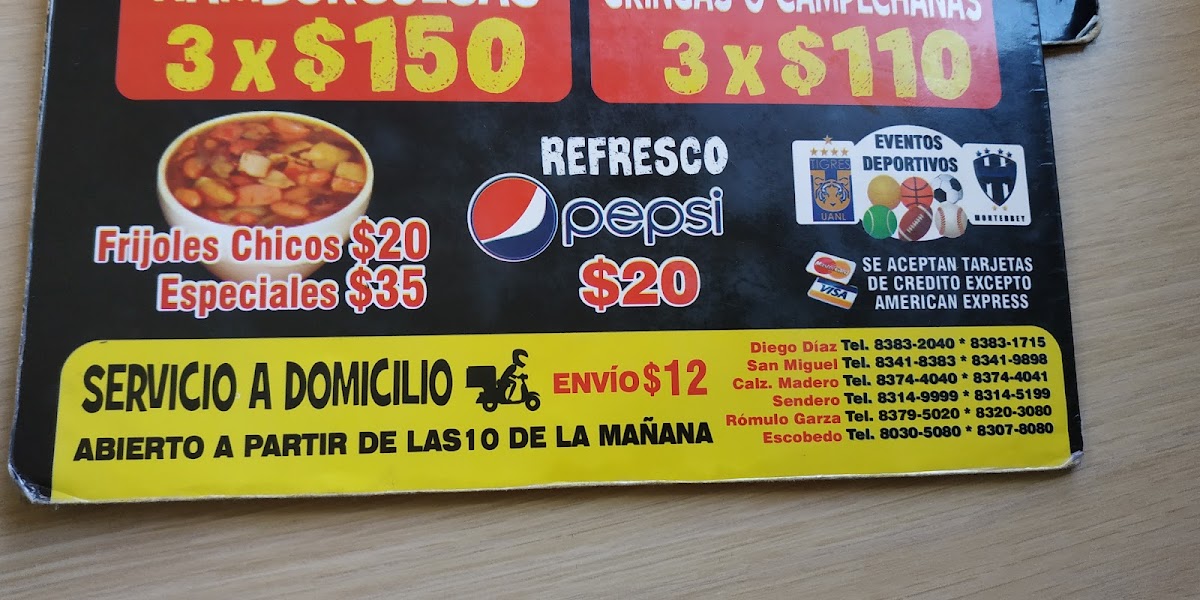 HAMBURGUESAS
3 x $150
GRINGAS O CAMPECHANAS
3 x $110
Frijoles Chicos $20
Especiales $35
REFRESCO
pepsi
$20
EVENTOS
DEPORTIVOS
TIGRES
UANL
MONTERREY
MasterCard
VISA
SE ACEPTAN TARJETAS
DE CREDITO EXCEPTO
AMERICAN EXPRESS
SERVICIO A DOMICILIO
ENVÍO $12
ABIERTO A PARTIR DE LAS10 DE LA MAÑANA
Diego Díaz Tel. 8383-2040 * 8383-1715
San Miguel Tel. 8341-8383 * 8341-9898
Calz. Madero Tel. 8374-4040 * 8374-4041
Sendero Tel. 8314-9999 * 8314-5199
Rómulo Garza Tel. 8379-5020 * 8320-3080
Escobedo Tel. 8030-5080 * 8307-8080